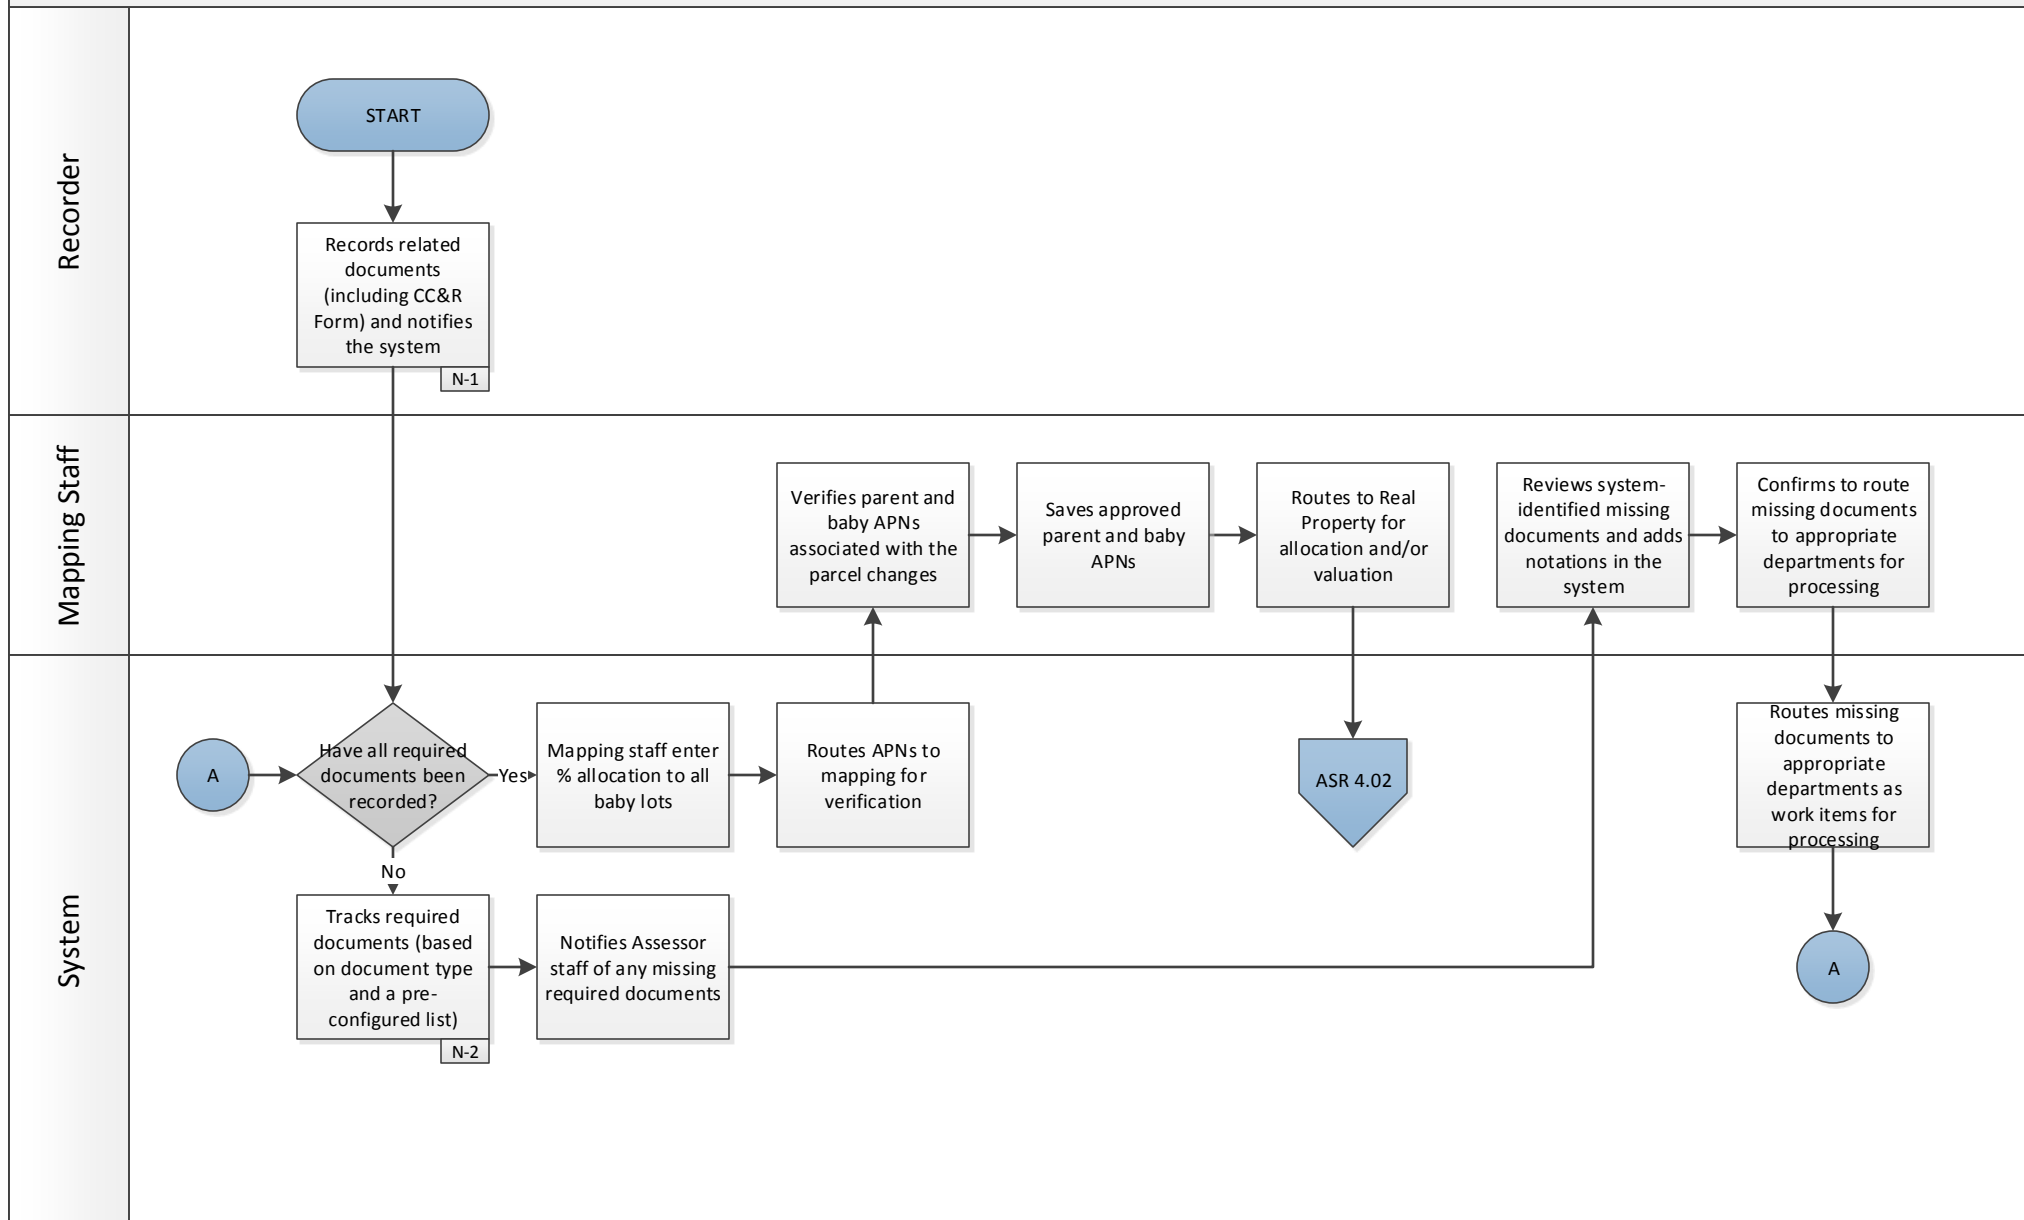 Recorder
START
Records related
documents
(including CC&R
Form) and notifies
the system
N-1
Mapping Staff
Verifies parent and
baby APNs
associated with the
parcel changes
Saves approved
parent and baby
APNs
Routes to Real
Property for
allocation and/or
valuation
Reviews system-
identified missing
documents and adds
notations in the
system
Confirms to route
missing documents
to appropriate
departments for
processing
System
A
Have all required
documents been
recorded?
Yes
Mapping staff enter
% allocation to all
baby lots
Routes APNs to
mapping for
verification
ASR 4.02
Routes missing
documents to
appropriate
departments as
work items for
processing
No
Tracks required
documents (based
on document type
and a pre-
configured list)
N-2
Notifies Assessor
staff of any missing
required documents
A